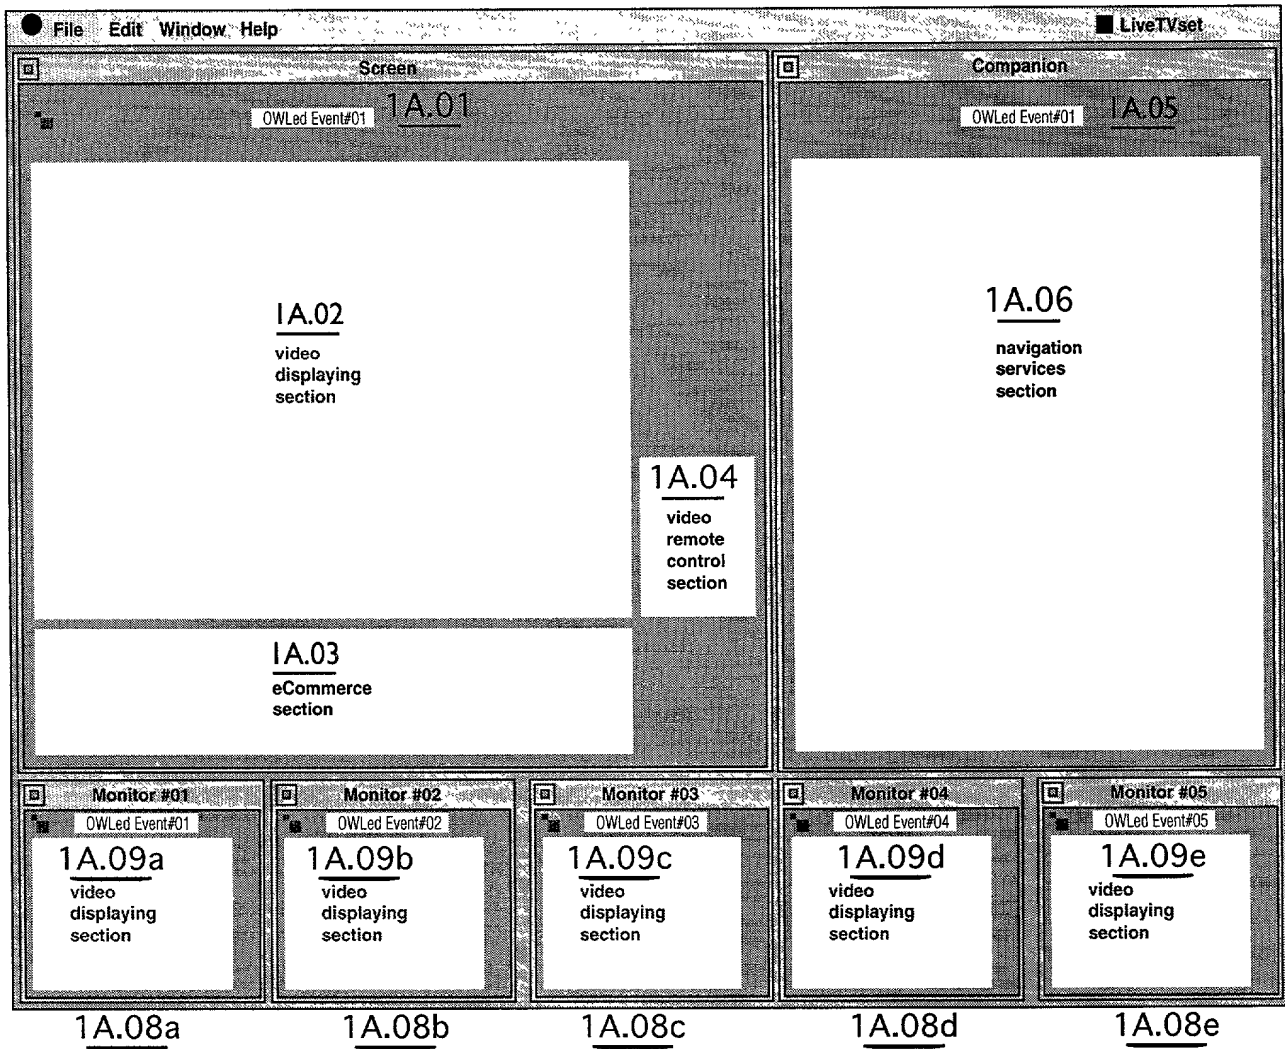 File Edit Window Help LiveTVset
Screen
OWLed Event#01 1A.01
1A.02
video
displaying
section
1A.04
video
remote
control
section
1A.03
eCommerce
section
Companion
OWLed Event#01 1A.05
1A.06
navigation
services
section
Monitor #01
OWLed Event#01
1A.09a
video
displaying
section
1A.08a
Monitor #02
OWLed Event#02
1A.09b
video
displaying
section
1A.08b
Monitor #03
OWLed Event#03
1A.09c
video
displaying
section
1A.08c
Monitor #04
OWLed Event#04
1A.09d
video
displaying
section
1A.08d
Monitor #05
OWLed Event#05
1A.09e
video
displaying
section
1A.08e